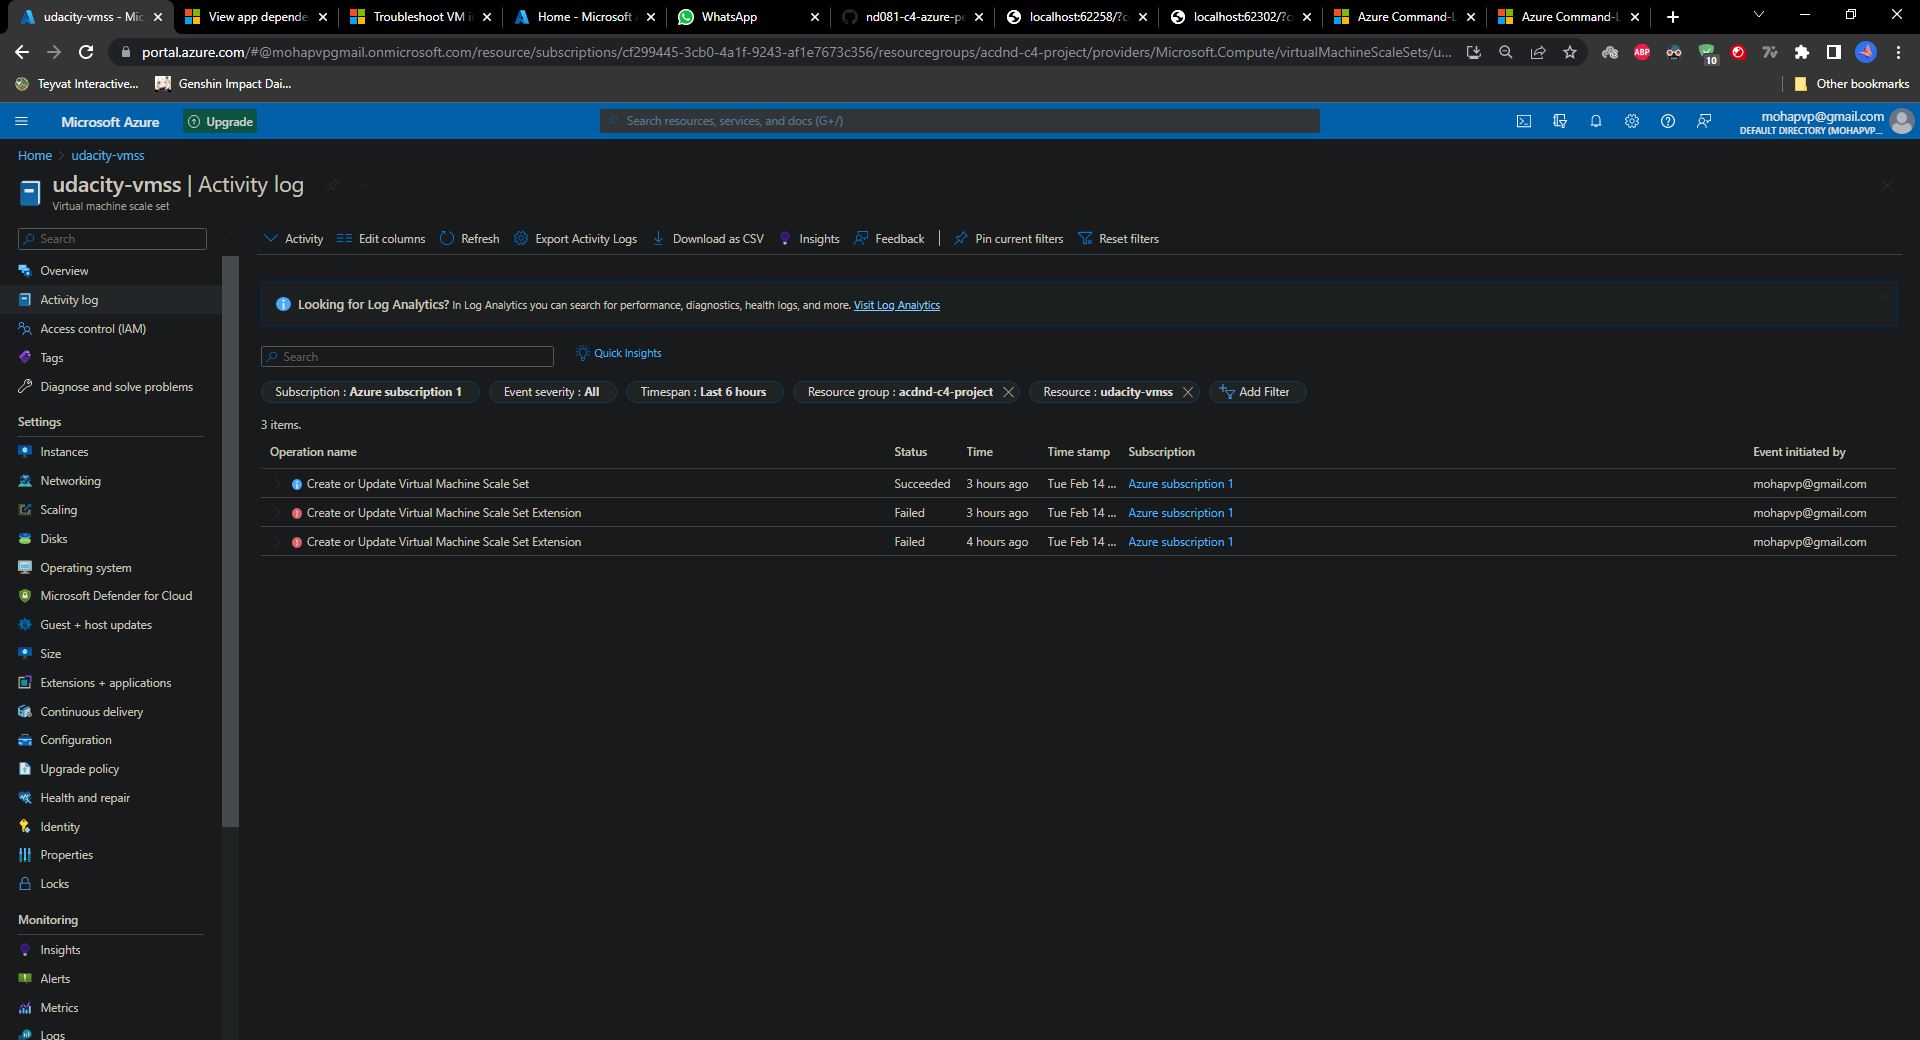 udacity-vmss - Mic
View app depende
Troubleshoot VM i
Home - Microsoft
WhatsApp
nd081-c4-azure-pe
localhost:62258/?c
localhost:62302/?c
Azure Command-L
Azure Command-L
portal.azure.com/#@mohapvpgmail.onmicrosoft.com/resource/subscriptions/cf299445-3cb0-4a1f-9243-af1e7673c356/resourcegroups/acdnd-c4-project/providers/Microsoft.Compute/virtualMachineScaleSets/u...
ABP
10
Teyvat Interactive...
Genshin Impact Dai...
Other bookmarks
Microsoft Azure
Upgrade
Search resources, services, and docs (G+/)
mohapvp@gmail.com
DEFAULT DIRECTORY (MOHAPVP...
Home > udacity-vmss
udacity-vmss | Activity log
Virtual machine scale set
Search
Activity
Edit columns
Refresh
Export Activity Logs
Download as CSV
Insights
Feedback
Pin current filters
Reset filters
Overview
Activity log
Access control (IAM)
Tags
Diagnose and solve problems
Settings
Instances
Networking
Scaling
Disks
Operating system
Microsoft Defender for Cloud
Guest + host updates
Size
Extensions + applications
Continuous delivery
Configuration
Upgrade policy
Health and repair
Identity
Properties
Locks
Monitoring
Insights
Alerts
Metrics
Logs
Looking for Log Analytics? In Log Analytics you can search for performance, diagnostics, health logs, and more. Visit Log Analytics
Search
Quick Insights
Subscription : Azure subscription 1
Event severity : All
Timespan : Last 6 hours
Resource group : acdnd-c4-project
Resource : udacity-vmss
Add Filter
3 items.
Operation name Status Time Time stamp Subscription Event initiated by
Create or Update Virtual Machine Scale Set Succeeded 3 hours ago Tue Feb 14 ... Azure subscription 1 mohapvp@gmail.com
Create or Update Virtual Machine Scale Set Extension Failed 3 hours ago Tue Feb 14 ... Azure subscription 1 mohapvp@gmail.com
Create or Update Virtual Machine Scale Set Extension Failed 4 hours ago Tue Feb 14 ... Azure subscription 1 mohapvp@gmail.com